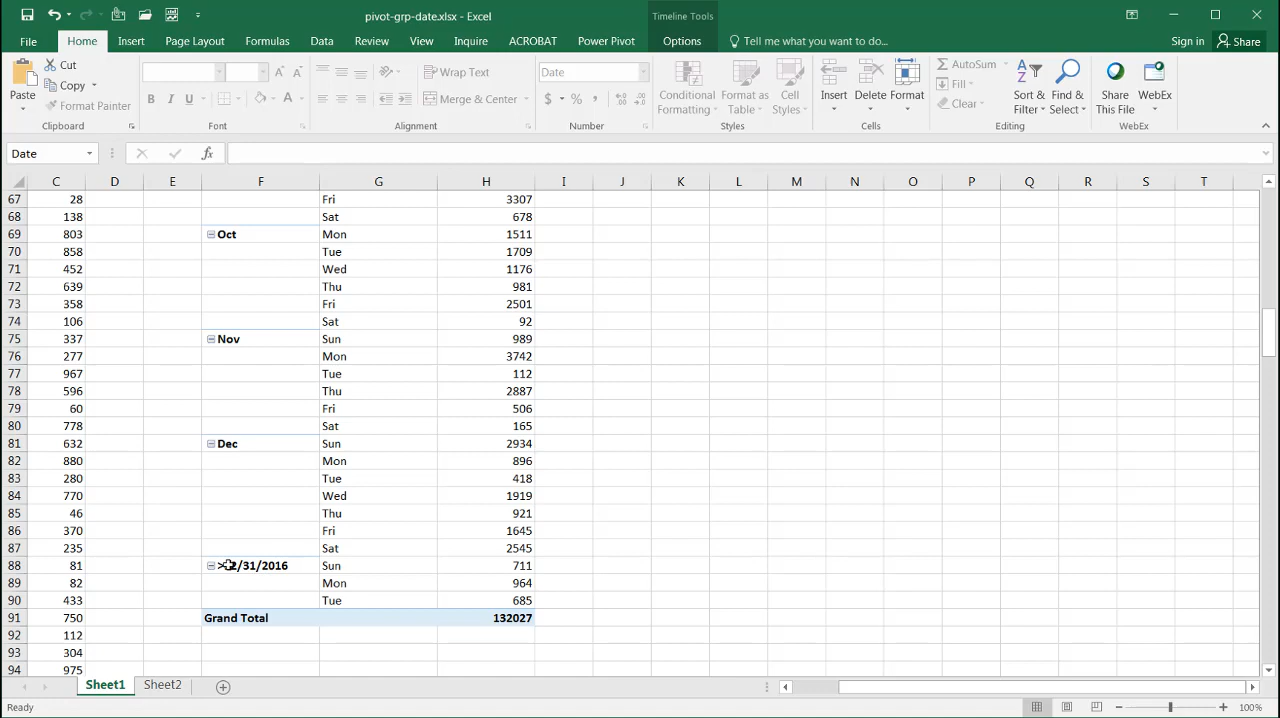 pivot-grp-date.xlsx - Excel
Timeline Tools
File Home Insert Page Layout Formulas Data Review View Inquire ACROBAT Power Pivot Options Tell me what you want to do... Sign in Share
Paste
Cut
Copy
Format Painter
Clipboard
B I U
A A
A
Font
Wrap Text
Merge & Center
Alignment
Date
$ % ,
Number
Conditional Formatting
Format as Table
Cell Styles
Styles
Insert
Delete
Format
Cells
AutoSum
Fill
Clear
Sort & Filter
Find & Select
Editing
Share This File
WebEx
WebEx
Date fx
C D E F G H I J K L M N O P Q R S T
67 28 Fri 3307
68 138 Sat 678
69 803 Oct Mon 1511
70 858 Tue 1709
71 452 Wed 1176
72 639 Thu 981
73 358 Fri 2501
74 106 Sat 92
75 337 Nov Sun 989
76 277 Mon 3742
77 967 Tue 112
78 596 Thu 2887
79 60 Fri 506
80 778 Sat 165
81 632 Dec Sun 2934
82 880 Mon 896
83 280 Tue 418
84 770 Wed 1919
85 46 Thu 921
86 370 Fri 1645
87 235 Sat 2545
88 81 Sun 711
89 82 Mon 964
90 433 Tue 685
91 750 Grand Total 132027
92 112
93 304
94 975
Sheet1 Sheet2
Ready 100%